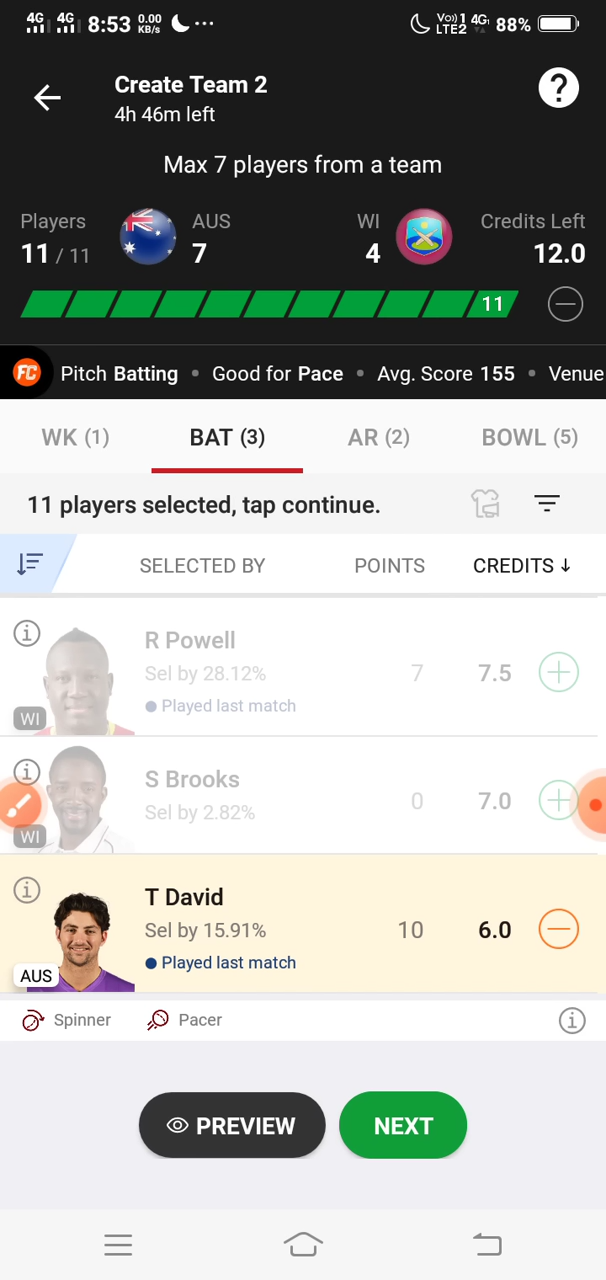 4G 4G 8:53 0.00 KB/s ... Vo) 1 LTE2 4G 88%
Create Team 2
4h 46m left
?
Max 7 players from a team
Players AUS WI Credits Left
11 / 11 7 4 12.0
11
FC Pitch Batting • Good for Pace • Avg. Score 155 • Venue
WK (1) BAT (3) AR (2) BOWL (5)
11 players selected, tap continue.
SELECTED BY POINTS CREDITS ↓
R Powell
Sel by 28.12% 7 7.5
Played last match
WI
S Brooks
Sel by 2.82% 0 7.0
WI
T David
Sel by 15.91% 10 6.0
Played last match
AUS
Spinner Pacer
PREVIEW NEXT